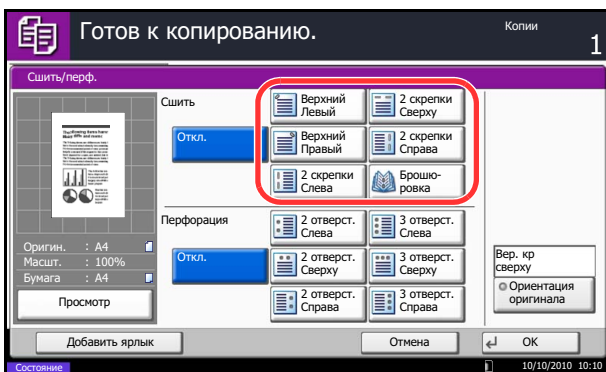 Готов к копированию.
Копии
1
Сшить/перф.
Сшить
Откл.
Верхний
Левый
2 скрепки
Сверху
Верхний
Правый
2 скрепки
Справа
2 скрепки
Слева
Брошю-
ровка
Перфорация
Откл.
2 отверст.
Слева
3 отверст.
Слева
2 отверст.
Сверху
3 отверст.
Сверху
2 отверст.
Справа
3 отверст.
Справа
Оригин. : A4
Масшт. : 100%
Бумага : A4
Просмотр
Вер. кр
сверху
Ориентация
оригинала
Добавить ярлык
Отмена
OK
Состояние
10/10/2010 10:10